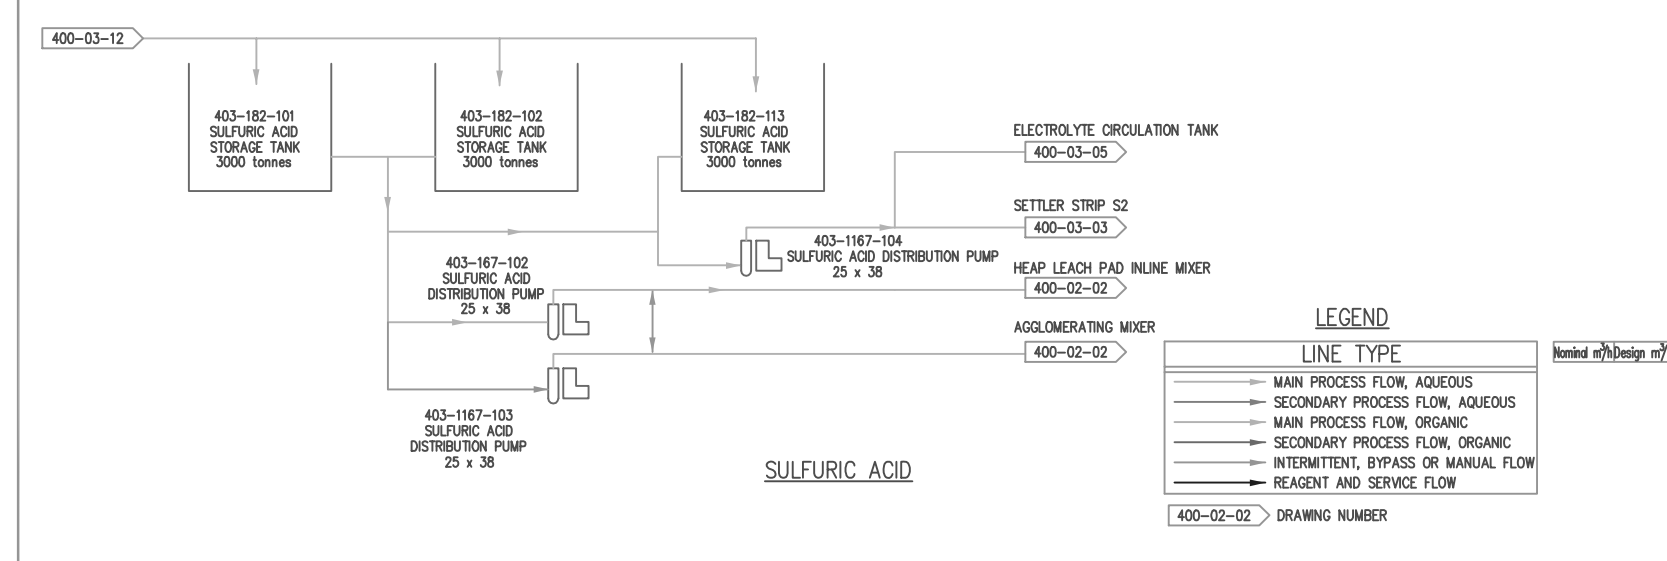 400-03-12
403-182-101
SULFURIC ACID
STORAGE TANK
3000 tonnes
403-182-102
SULFURIC ACID
STORAGE TANK
3000 tonnes
403-182-113
SULFURIC ACID
STORAGE TANK
3000 tonnes
ELECTROLYTE CIRCULATION TANK
400-03-05
SETTLER STRIP S2
400-03-03
403-1167-104
SULFURIC ACID DISTRIBUTION PUMP
25 x 38
403-167-102
SULFURIC ACID
DISTRIBUTION PUMP
25 x 38
HEAP LEACH PAD INLINE MIXER
400-02-02
AGGLOMERATING MIXER
400-02-02
403-1167-103
SULFURIC ACID
DISTRIBUTION PUMP
25 x 38
SULFURIC ACID
LEGEND
LINE TYPE
MAIN PROCESS FLOW, AQUEOUS
SECONDARY PROCESS FLOW, AQUEOUS
MAIN PROCESS FLOW, ORGANIC
SECONDARY PROCESS FLOW, ORGANIC
INTERMITTENT, BYPASS OR MANUAL FLOW
REAGENT AND SERVICE FLOW
400-02-02 DRAWING NUMBER
Nominal m³/h Design m³/